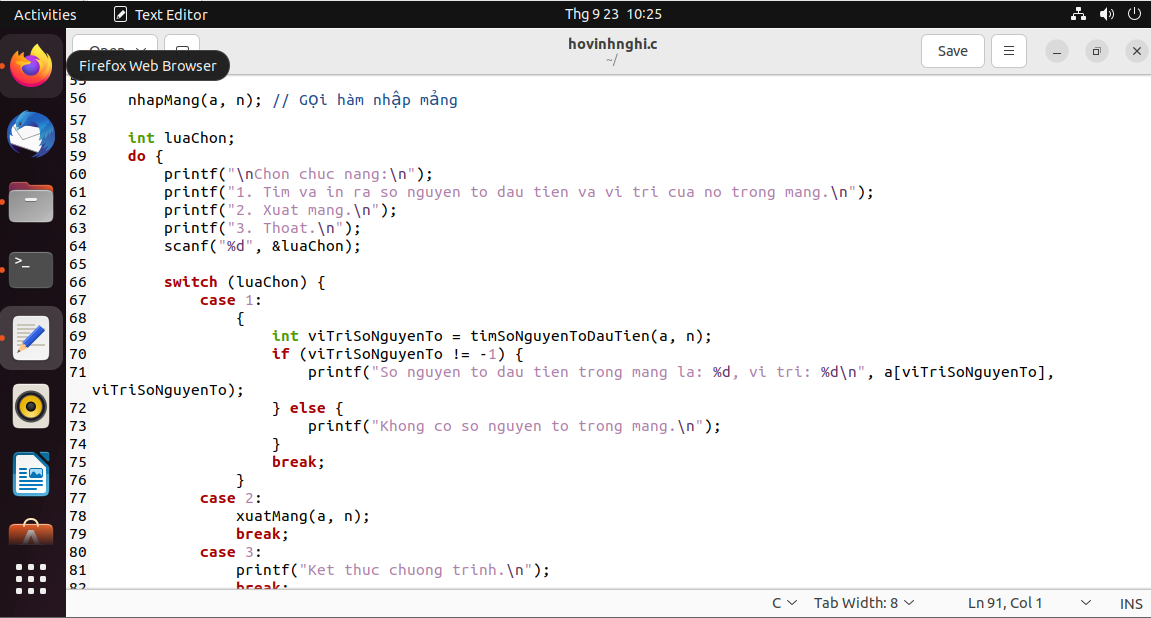 Activities Text Editor Thg 9 23 10:25
Open hovinhnghi.c Save
~/
Firefox Web Browser
55
56 nhapMang(a, n); // Gọi hàm nhập mảng
57
58 int luaChon;
59 do {
60 printf("\nChon chuc nang:\n");
61 printf("1. Tim va in ra so nguyen to dau tien va vi tri cua no trong mang.\n");
62 printf("2. Xuat mang.\n");
63 printf("3. Thoat.\n");
64 scanf("%d", &luaChon);
65
66 switch (luaChon) {
67 case 1:
68 {
69 int viTriSoNguyenTo = timSoNguyenToDauTien(a, n);
70 if (viTriSoNguyenTo != -1) {
71 printf("So nguyen to dau tien trong mang la: %d, vi tri: %d\n", a[viTriSoNguyenTo],
viTriSoNguyenTo);
72 } else {
73 printf("Khong co so nguyen to trong mang.\n");
74 }
75 break;
76 }
77 case 2:
78 xuatMang(a, n);
79 break;
80 case 3:
81 printf("Ket thuc chuong trinh.\n");
82 break;
C Tab Width: 8 Ln 91, Col 1 INS